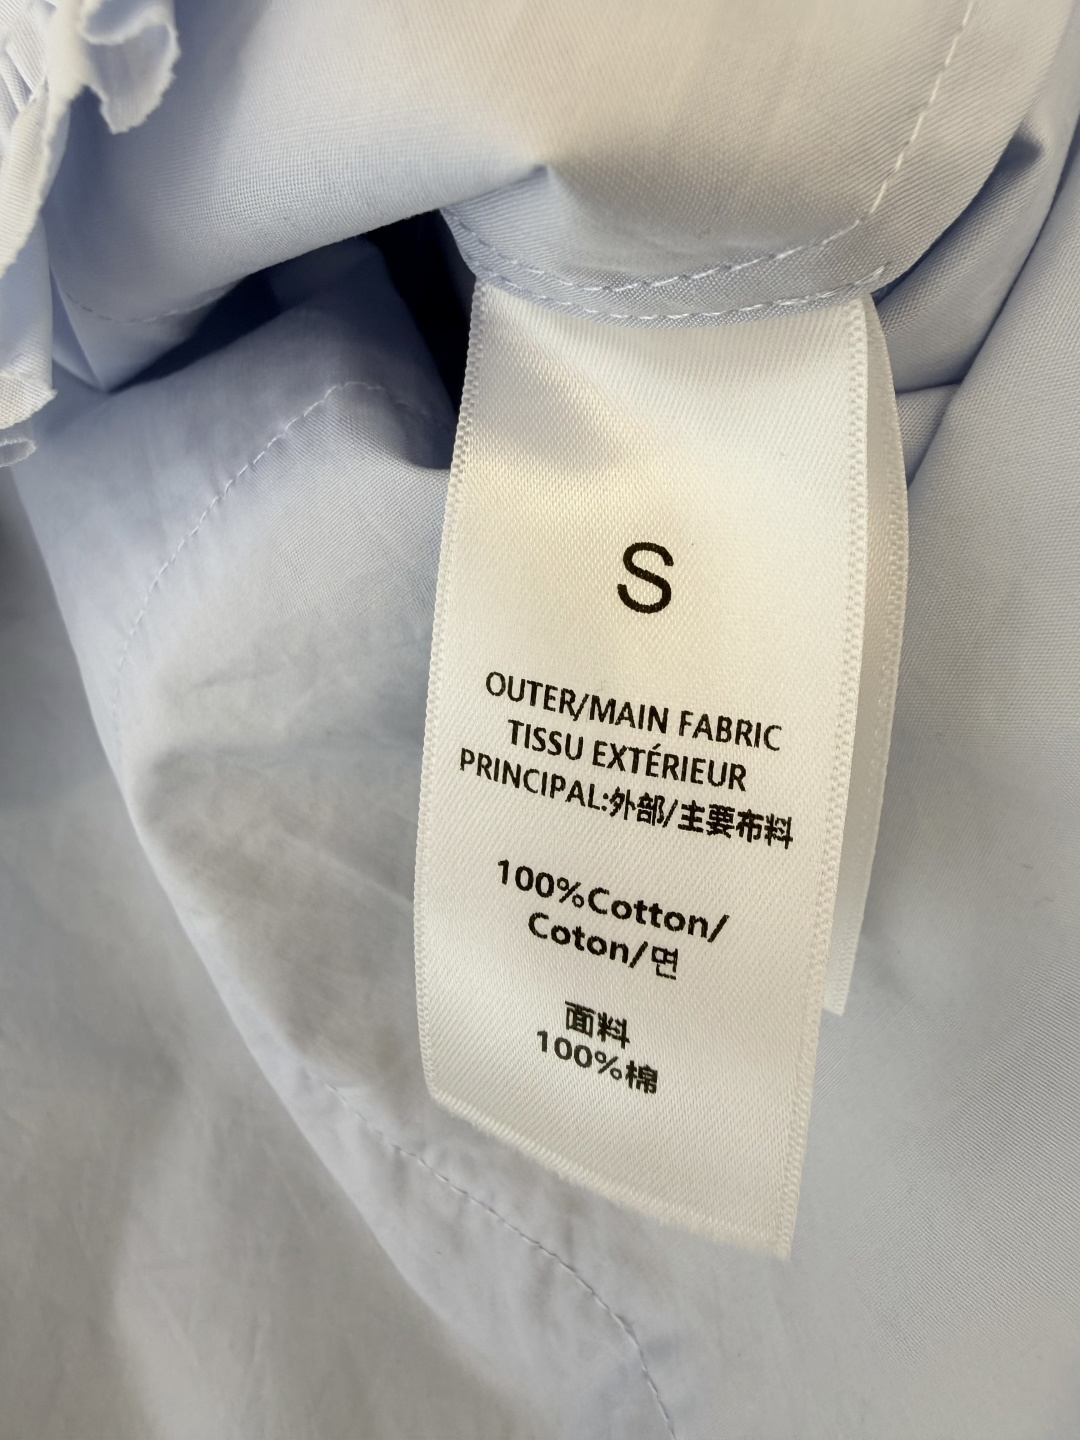 S
OUTER/MAIN FABRIC
TISSU EXTÉRIEUR
PRINCIPAL:外部/主要布料
100%Cotton/
Coton/면
面料
100%棉